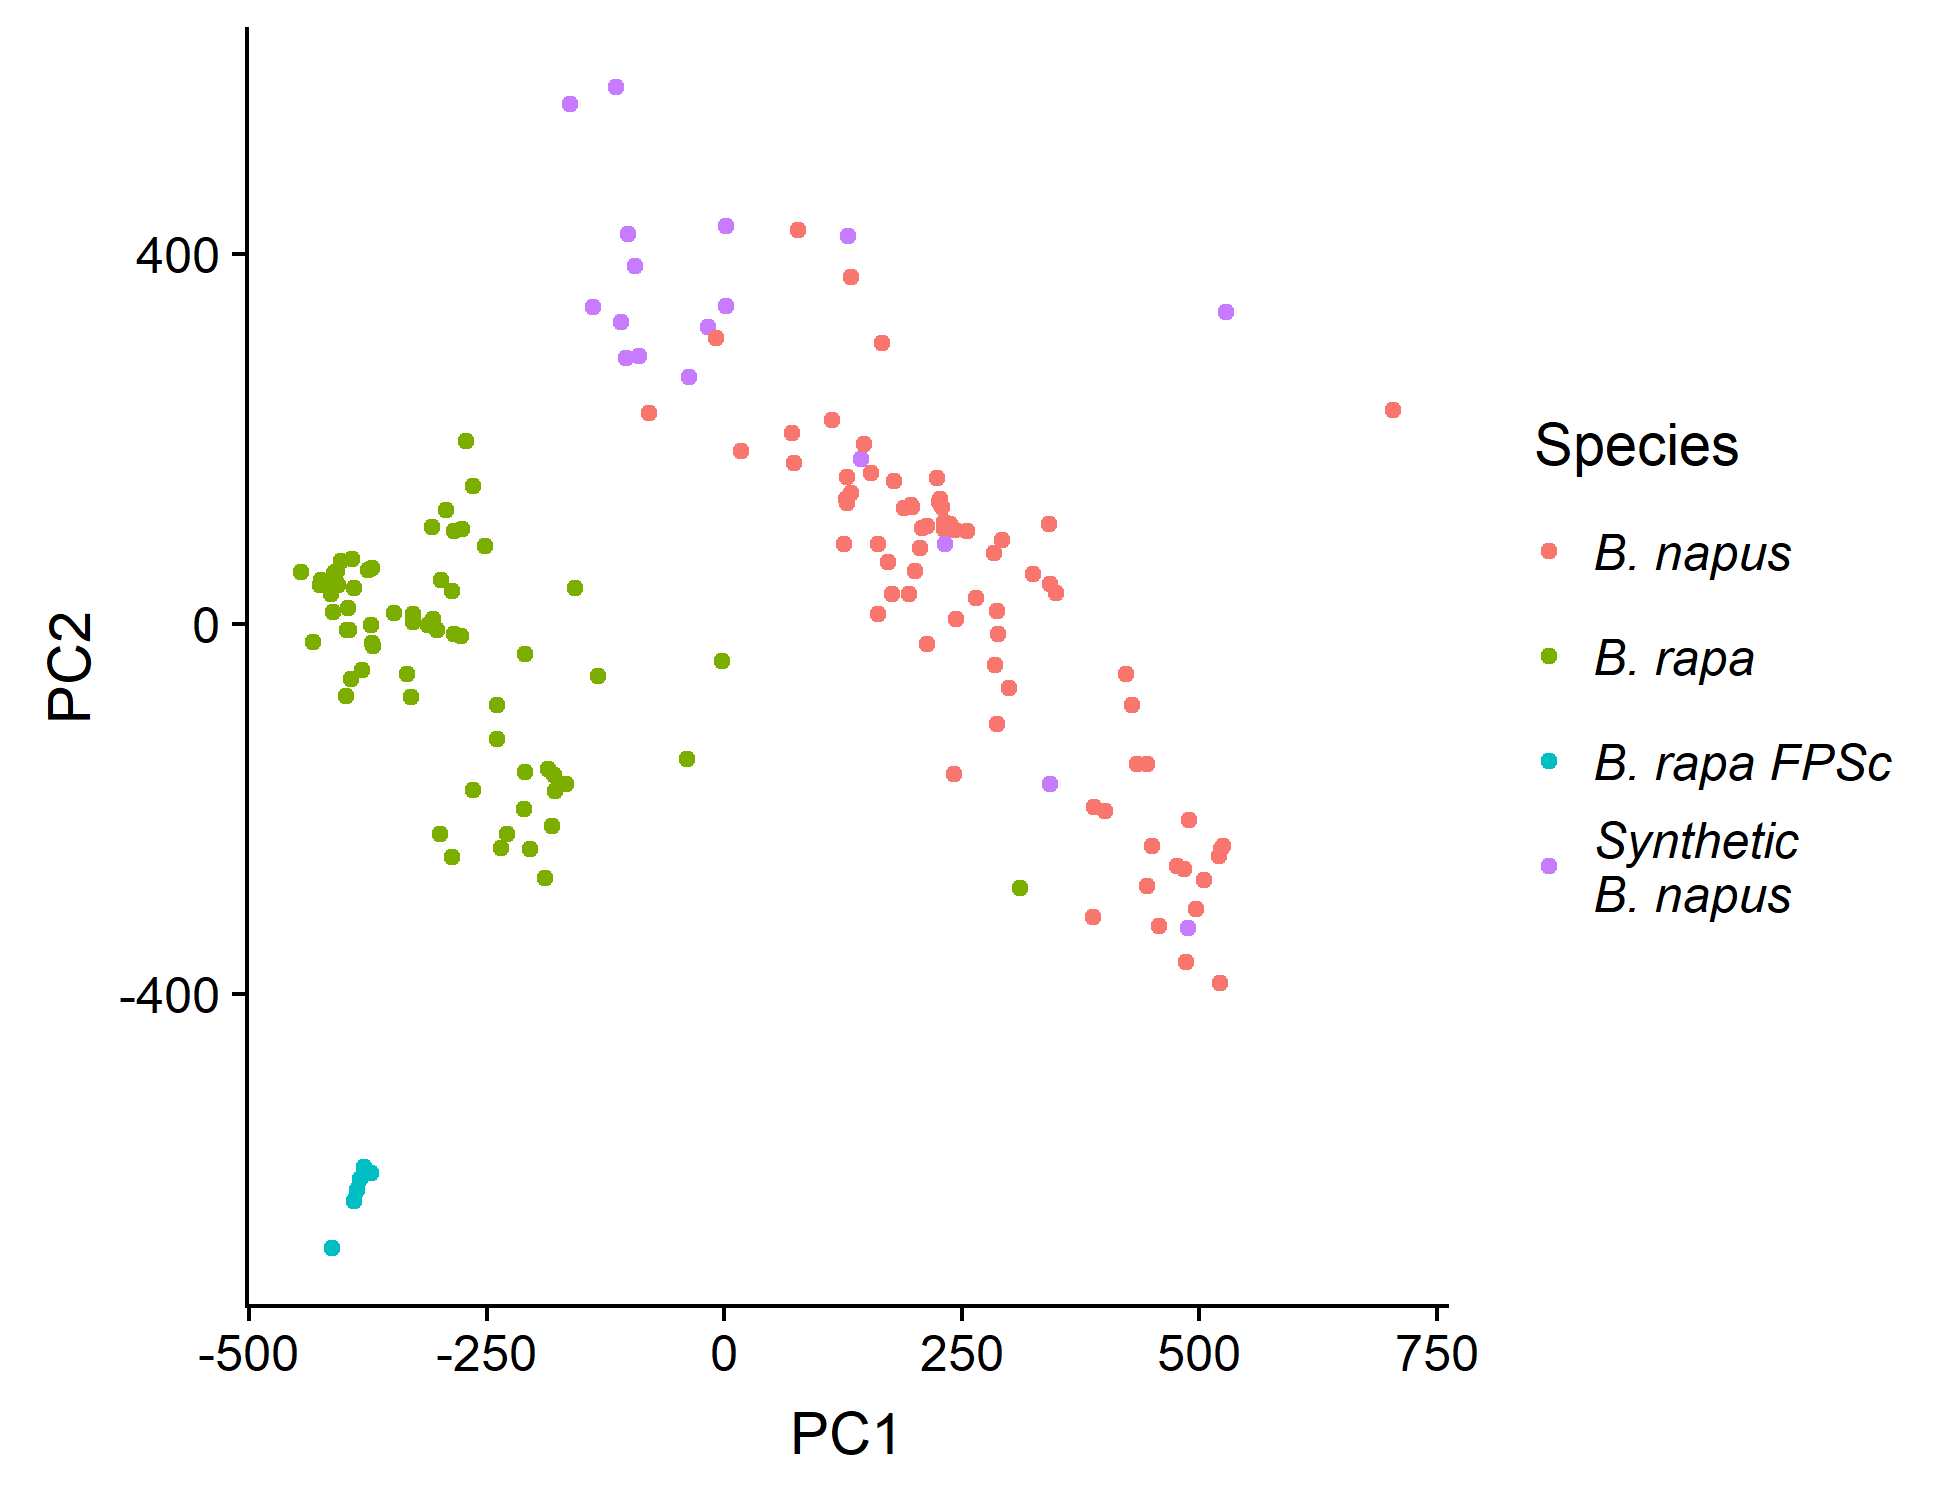 PC2
400
0
-400
-500
-250
0
250
500
750
PC1
Species
B. napus
B. rapa
B. rapa FPSc
Synthetic
B. napus